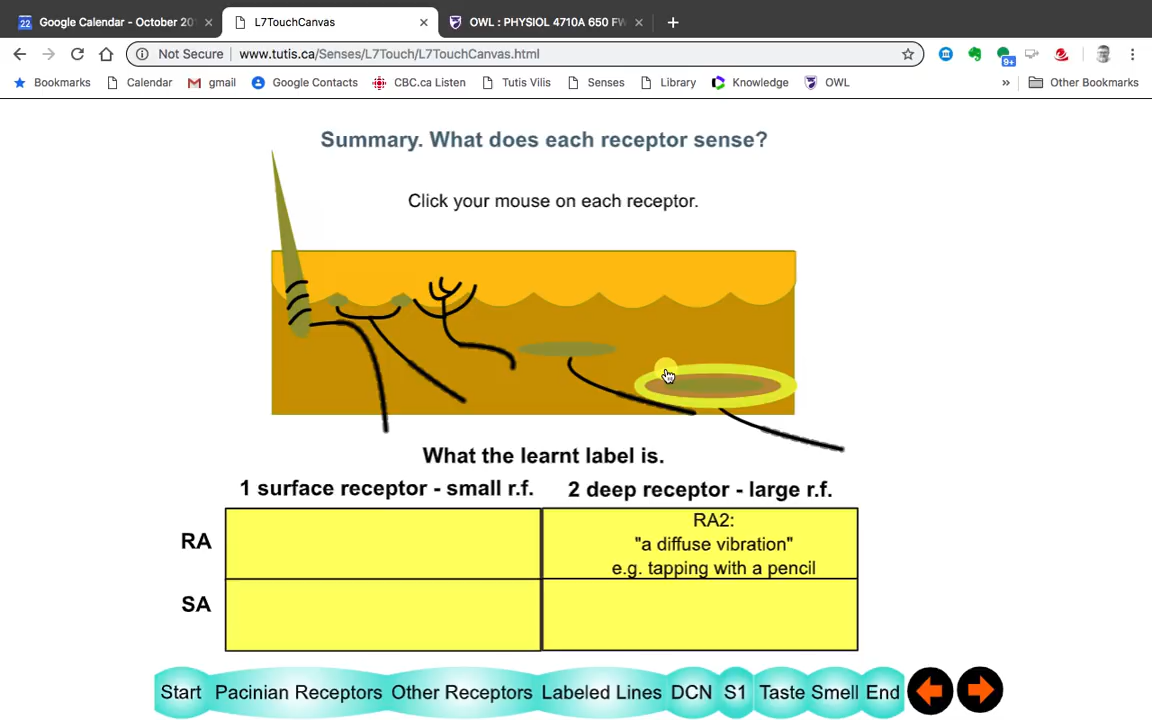 Google Calendar - October 20
L7TouchCanvas
OWL : PHYSIOL 4710A 650 FW
Not Secure
www.tutis.ca/Senses/L7Touch/L7TouchCanvas.html
9+
Bookmarks
Calendar
gmail
Google Contacts
CBC.ca Listen
Tutis Vilis
Senses
Library
Knowledge
OWL
»
Other Bookmarks
Summary. What does each receptor sense?
Click your mouse on each receptor.
What the learnt label is.
1 surface receptor - small r.f.
2 deep receptor - large r.f.
RA
RA2:
"a diffuse vibration"
e.g. tapping with a pencil
SA
Start
Pacinian Receptors
Other Receptors
Labeled Lines
DCN
S1
Taste
Smell
End